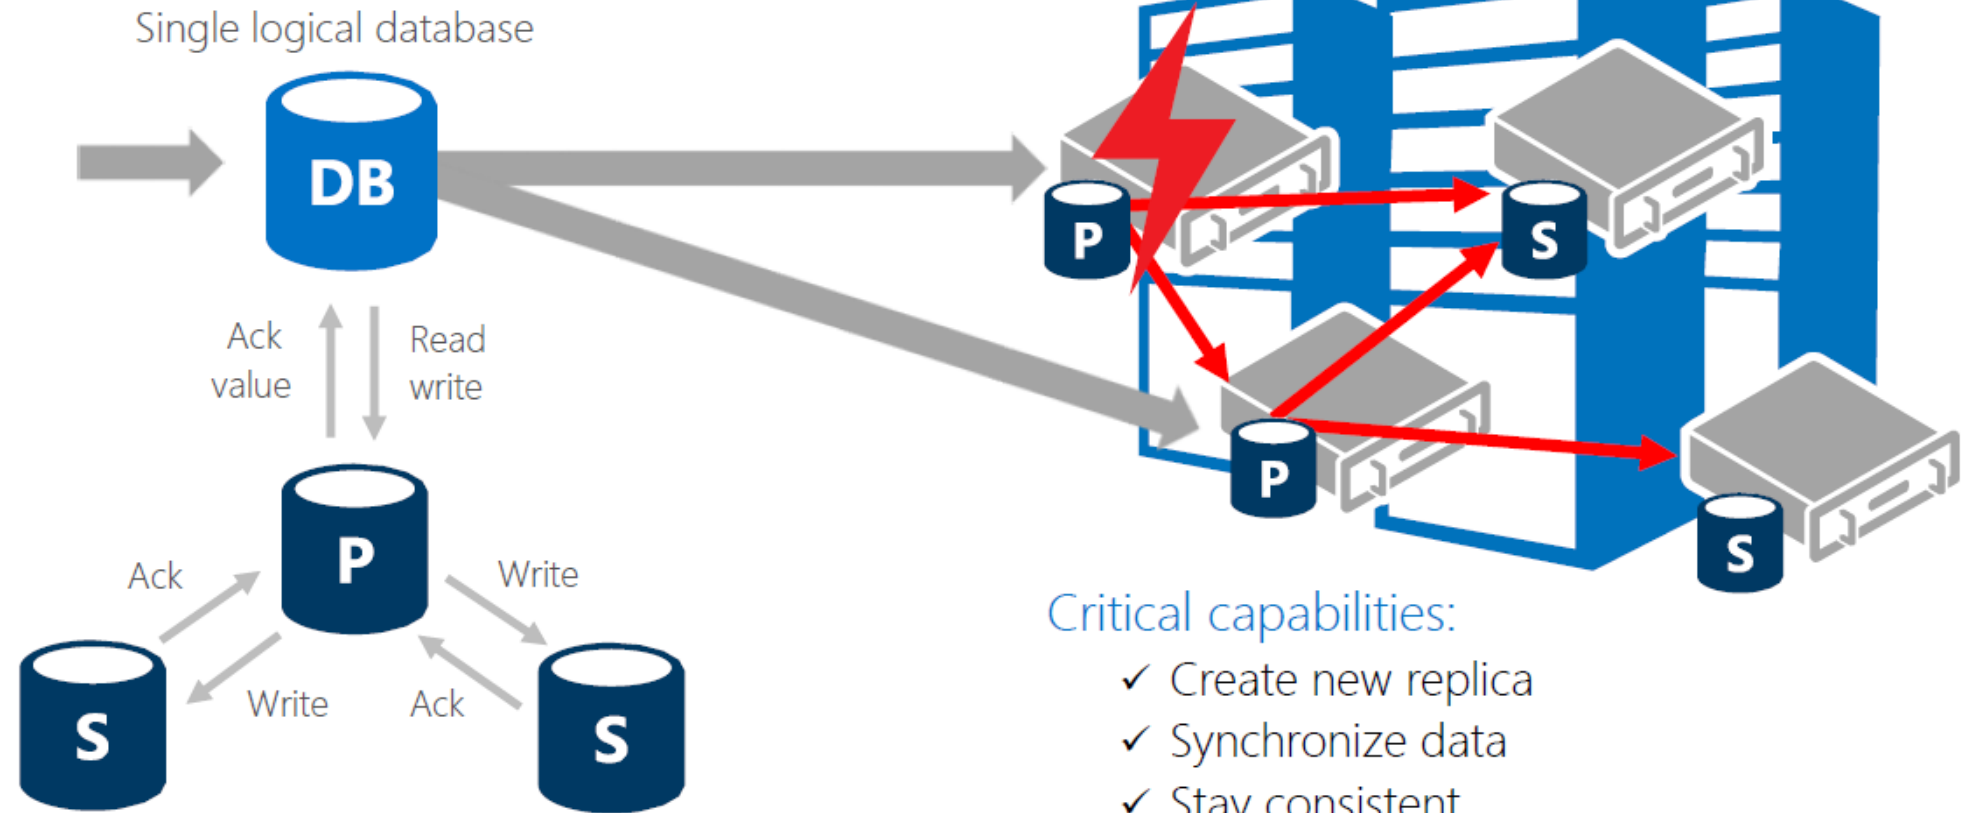 Single logical database
DB
P
S
Ack
value
Read
write
P
S
P
Ack
Write
S
Write
Ack
S
Critical capabilities:
✓ Create new replica
✓ Synchronize data
✓ Stay consistent
S